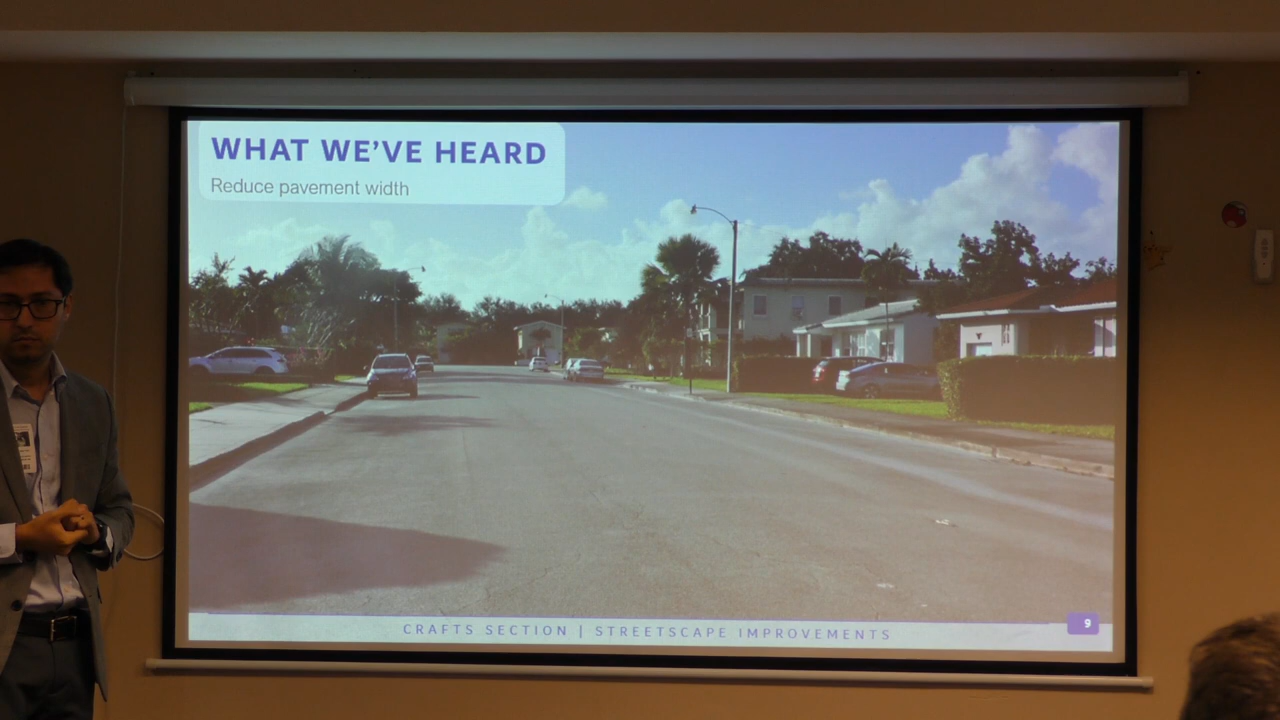 WHAT WE'VE HEARD
Reduce pavement width
CRAFTS SECTION | STREETSCAPE IMPROVEMENTS
9